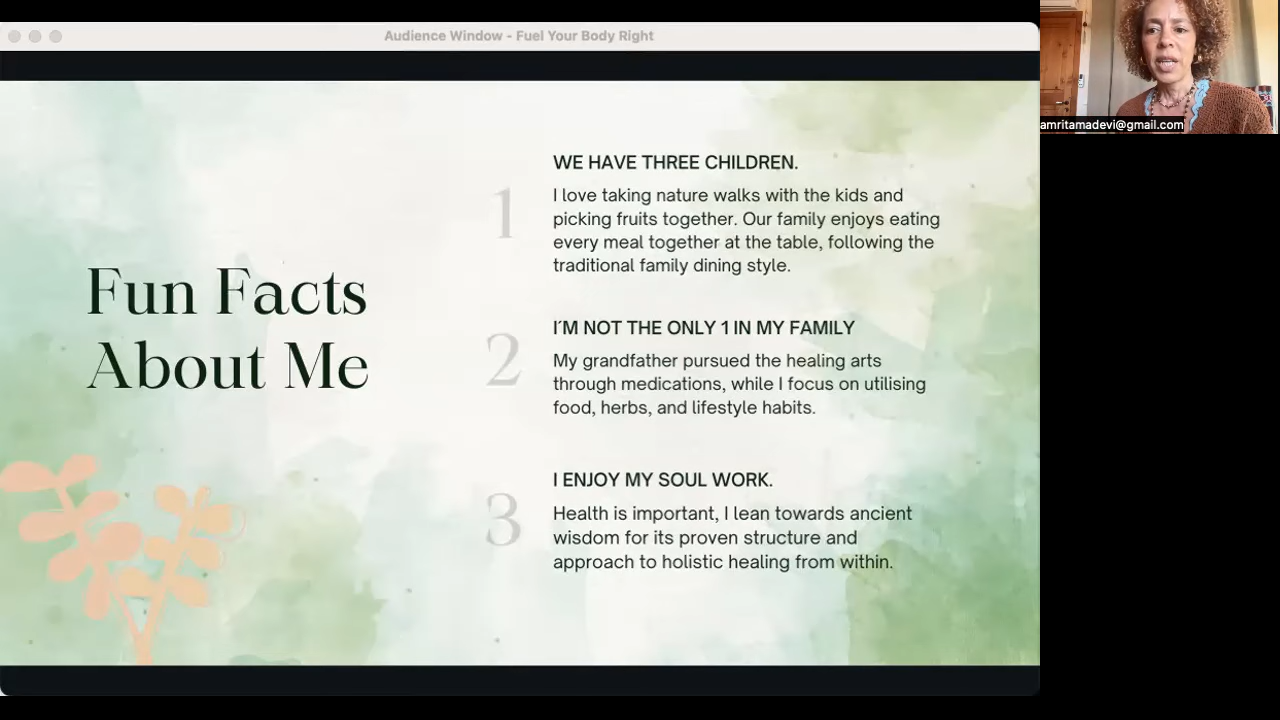 Audience Window - Fuel Your Body Right
amritamadevi@gmail.com
Fun Facts
About Me
1
WE HAVE THREE CHILDREN.
I love taking nature walks with the kids and
picking fruits together. Our family enjoys eating
every meal together at the table, following the
traditional family dining style.
2
I´M NOT THE ONLY 1 IN MY FAMILY
My grandfather pursued the healing arts
through medications, while I focus on utilising
food, herbs, and lifestyle habits.
3
I ENJOY MY SOUL WORK.
Health is important, I lean towards ancient
wisdom for its proven structure and
approach to holistic healing from within.